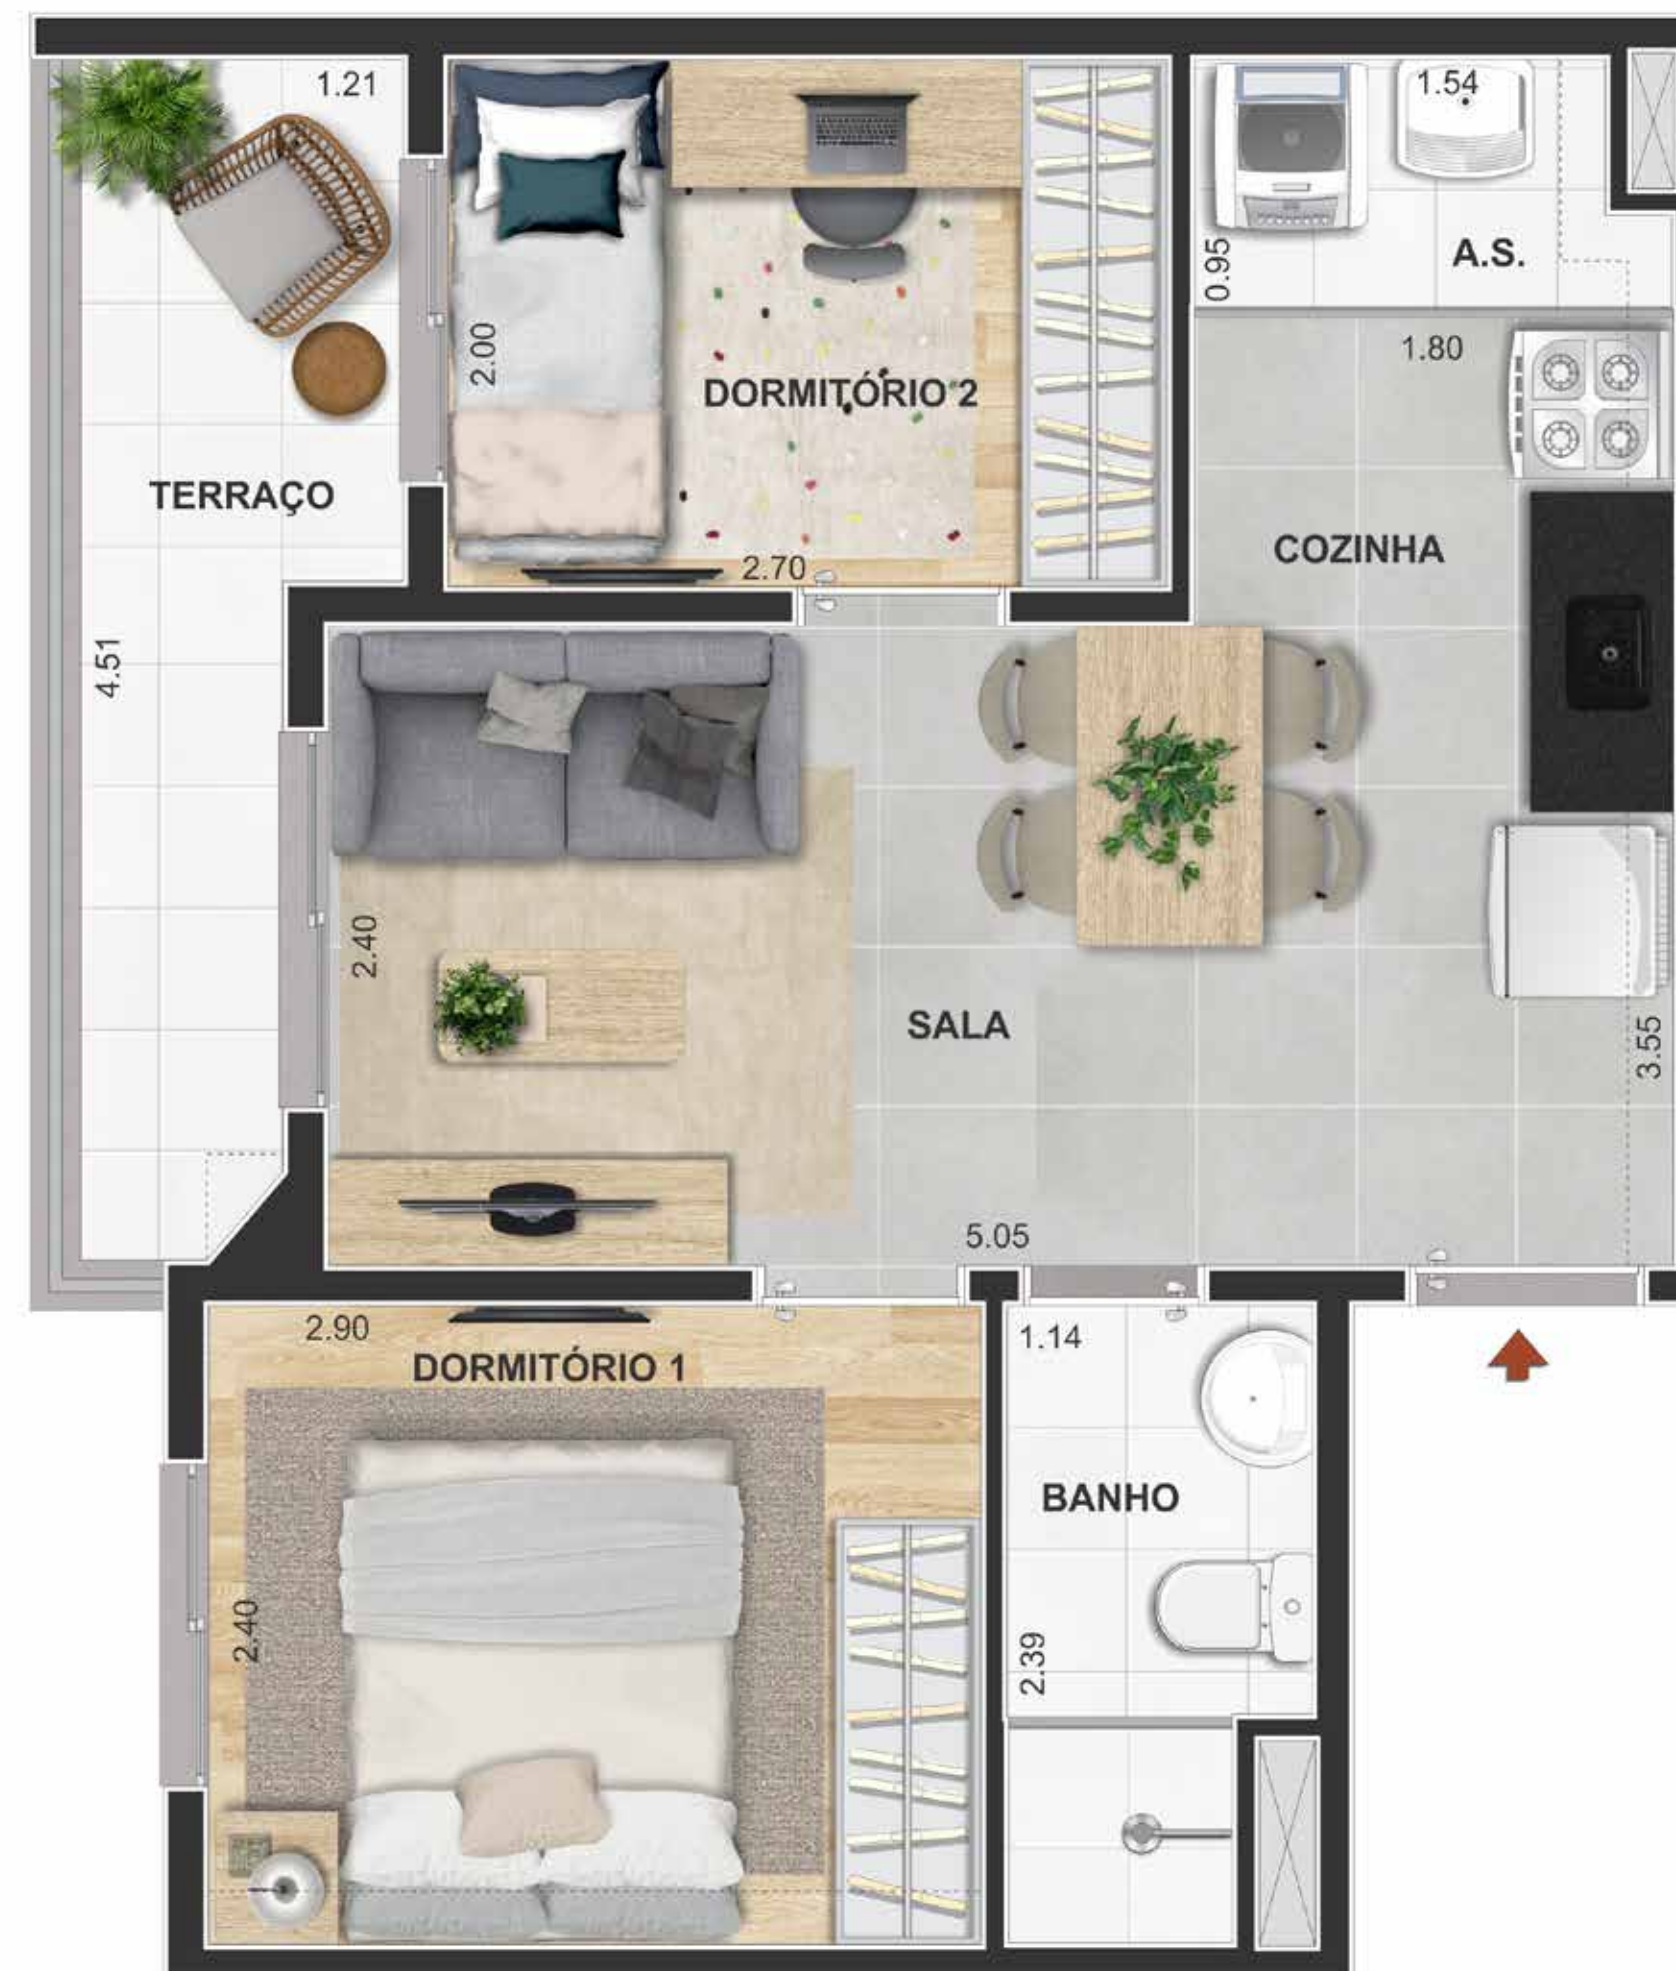 1.21
1.54
A.S.
0.95
2.00
1.80
DORMITÓRIO 2
TERRAÇO
COZINHA
2.70
4.51
2.40
SALA
3.55
5.05
2.90
DORMITÓRIO 1
1.14
BANHO
2.40
2.39